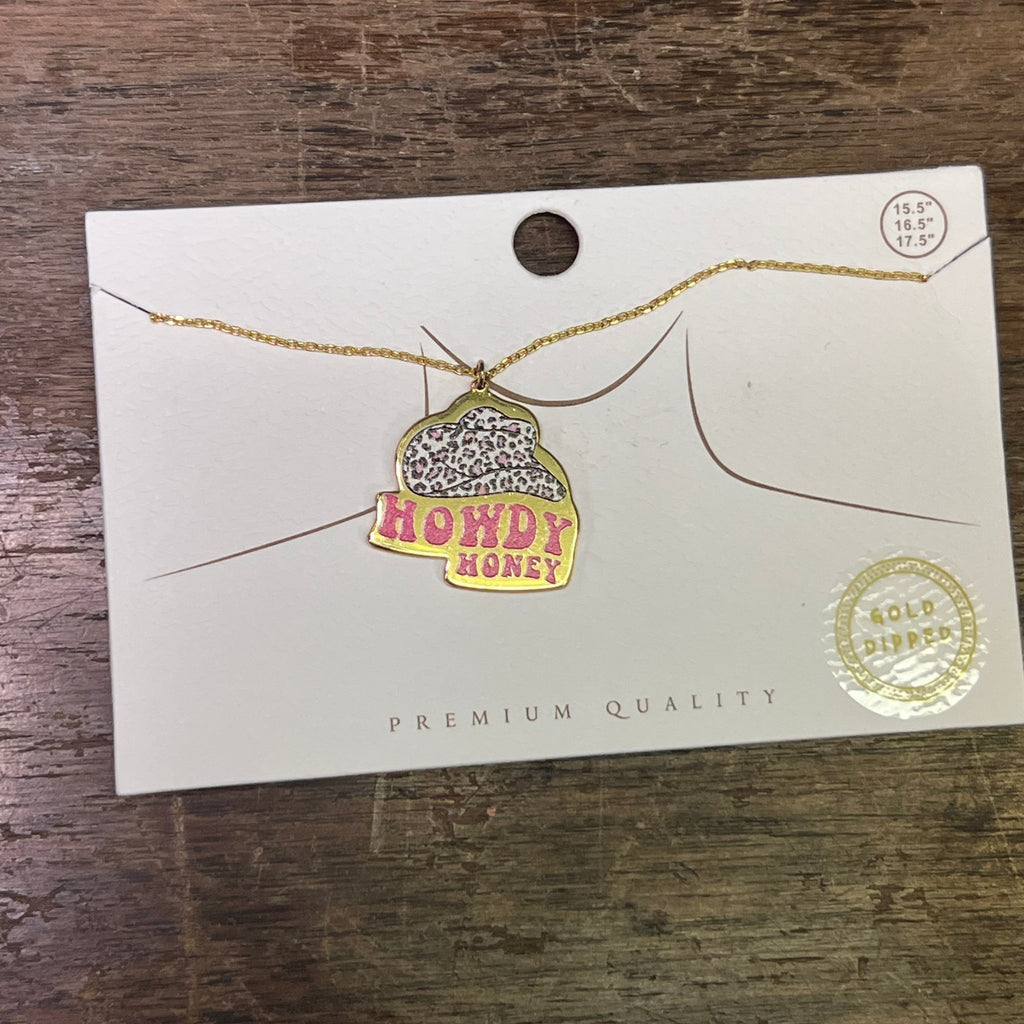 15.5"
16.5"
17.5"
HOWDY
HONEY
GOLD
DIPPED
PREMIUM QUALITY